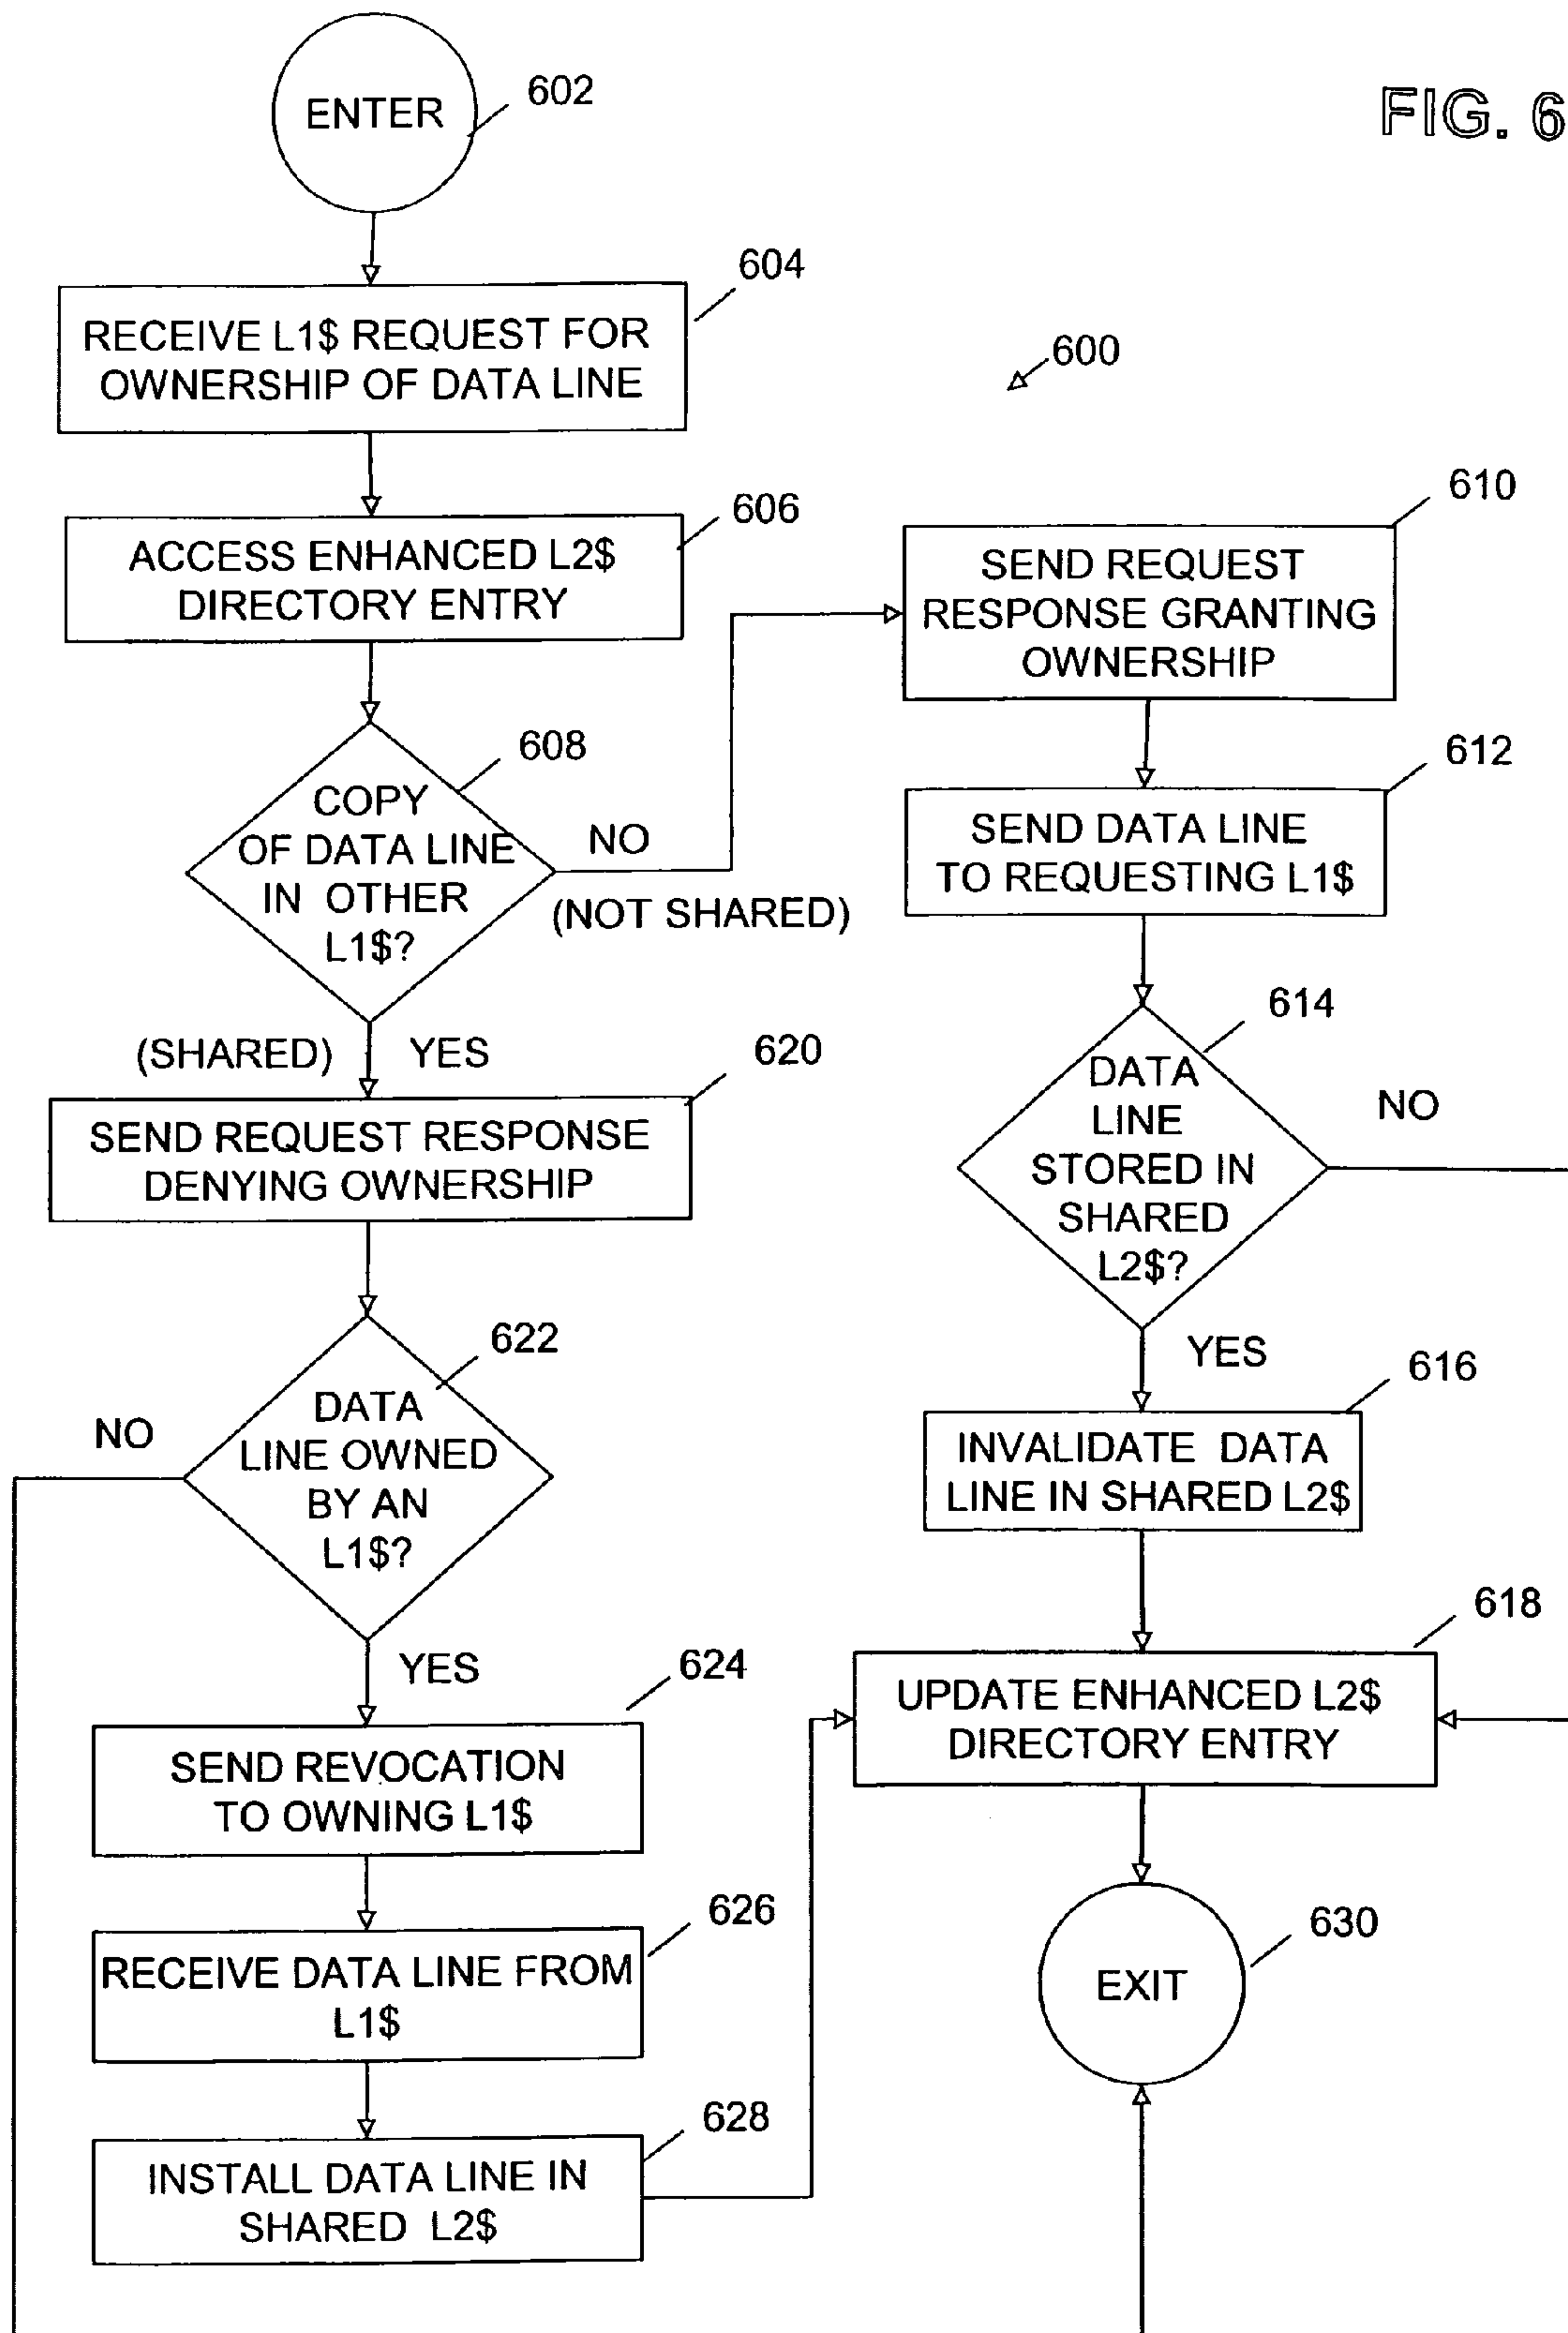 FIG. 6
ENTER
602
604
RECEIVE L1$ REQUEST FOR
OWNERSHIP OF DATA LINE
600
606
ACCESS ENHANCED L2$
DIRECTORY ENTRY
608
COPY
OF DATA LINE
IN OTHER
L1$?
NO
(NOT SHARED)
(SHARED)
YES
610
SEND REQUEST
RESPONSE GRANTING
OWNERSHIP
612
SEND DATA LINE
TO REQUESTING L1$
614
DATA
LINE
STORED IN
SHARED
L2$?
NO
YES
616
INVALIDATE DATA
LINE IN SHARED L2$
618
UPDATE ENHANCED L2$
DIRECTORY ENTRY
620
SEND REQUEST RESPONSE
DENYING OWNERSHIP
622
DATA
LINE OWNED
BY AN
L1$?
NO
YES
624
SEND REVOCATION
TO OWNING L1$
626
RECEIVE DATA LINE FROM
L1$
628
INSTALL DATA LINE IN
SHARED L2$
630
EXIT